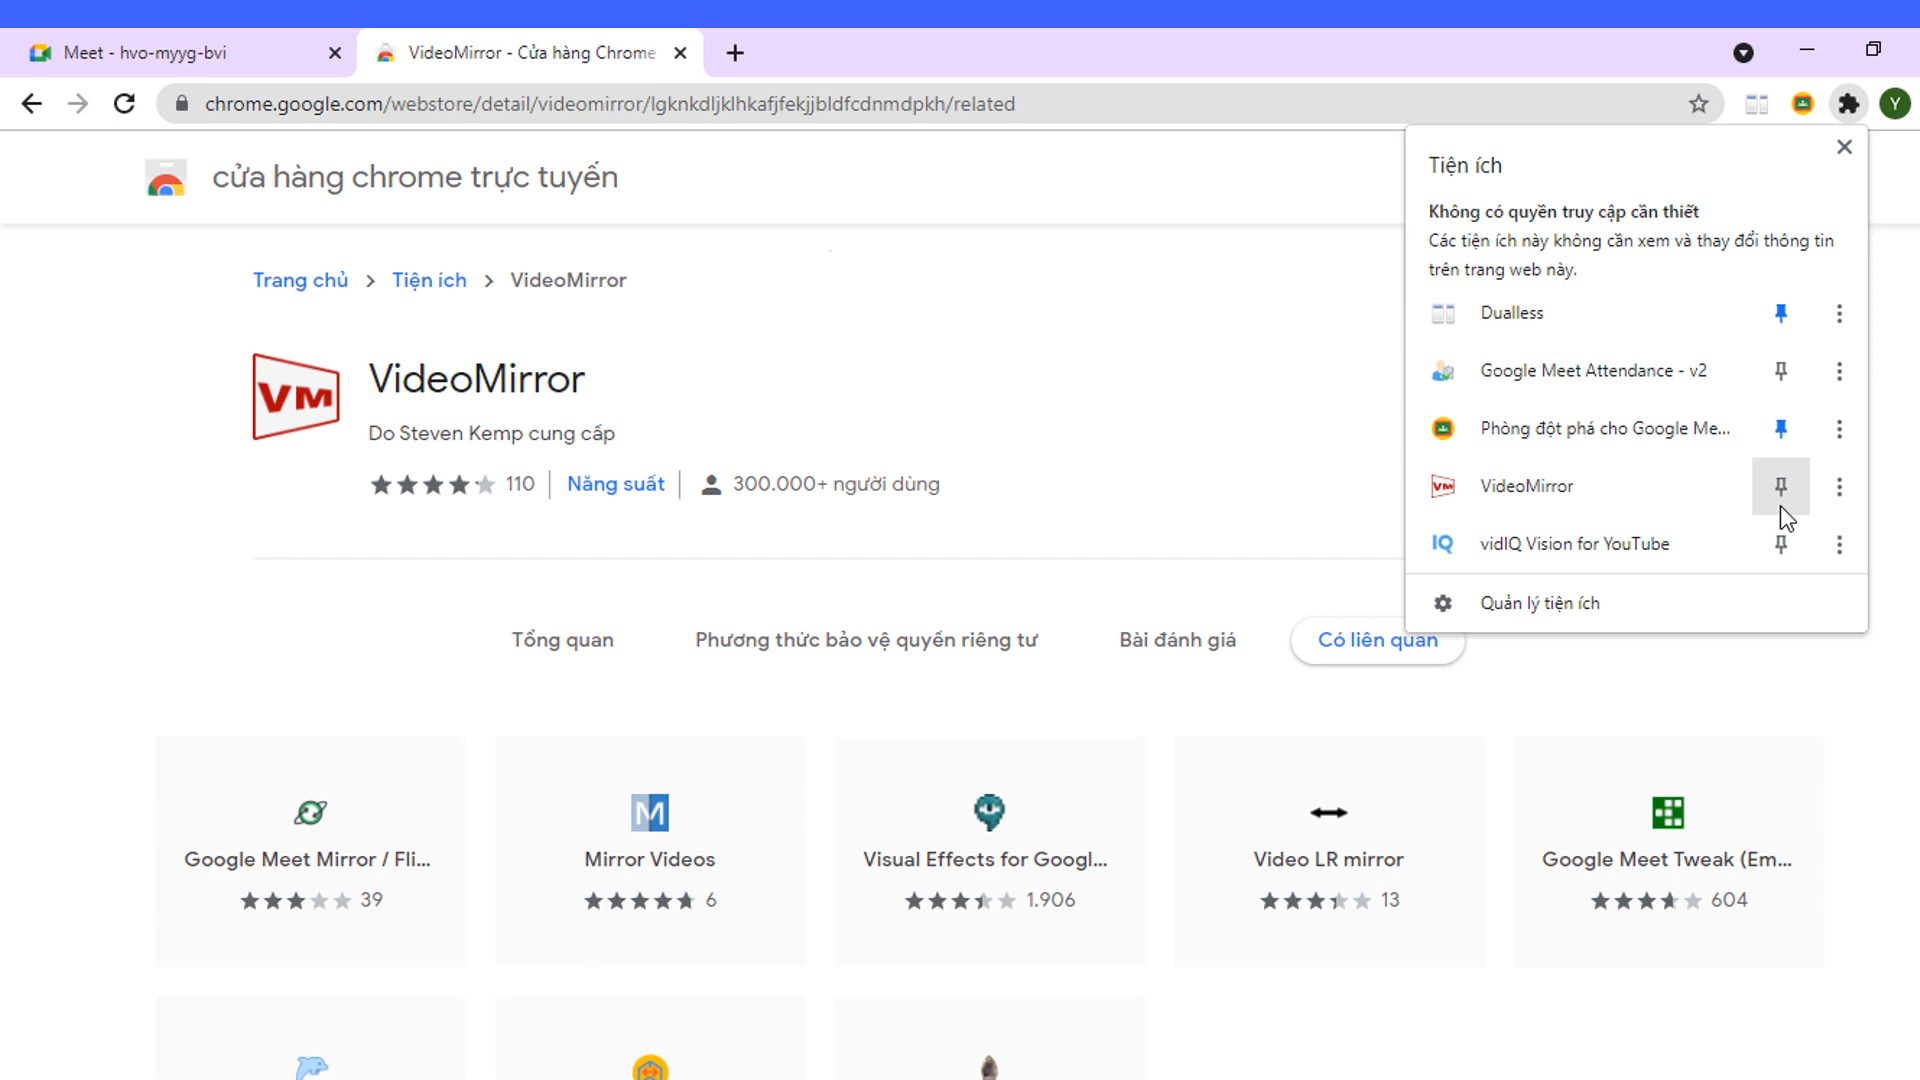 Meet - hvo-myyg-bvi
VideoMirror - Cửa hàng Chrome
chrome.google.com/webstore/detail/videomirror/lgknkdljklhkafjfekjjbldfcdnmdpkh/related
Y
cửa hàng chrome trực tuyến
Tiện ích
Không có quyền truy cập cần thiết
Các tiện ích này không cần xem và thay đổi thông tin
trên trang web này.
Dualless
Google Meet Attendance - v2
Phòng đột phá cho Google Me...
VM VideoMirror
IQ vidIQ Vision for YouTube
Quản lý tiện ích
Trang chủ > Tiện ích > VideoMirror
VM
VideoMirror
Do Steven Kemp cung cấp
110 Năng suất 300.000+ người dùng
Tổng quan Phương thức bảo vệ quyền riêng tư Bài đánh giá Có liên quan
M
Google Meet Mirror / Fli... Mirror Videos Visual Effects for Googl... Video LR mirror Google Meet Tweak (Em...
39 6 1.906 13 604